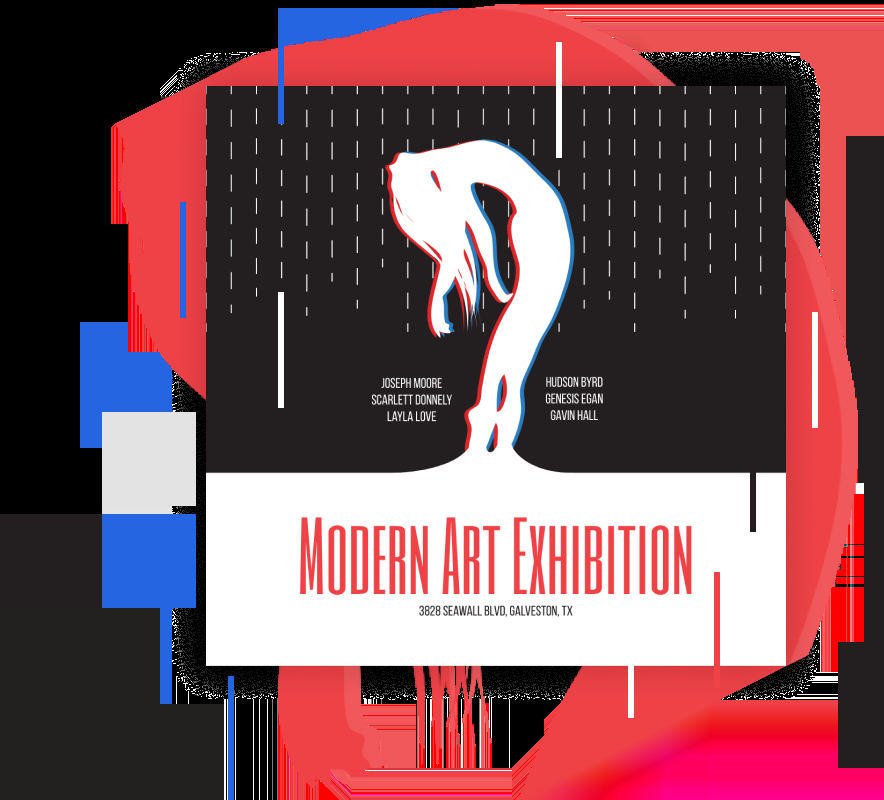 JOSEPH MOORE
SCARLETT DONNELY
LAYLA LOVE
HUDSON BYRD
GENESIS EGAN
GAVIN HALL
MODERN ART EXHIBITION
3828 SEAWALL BLVD, GALVESTON, TX